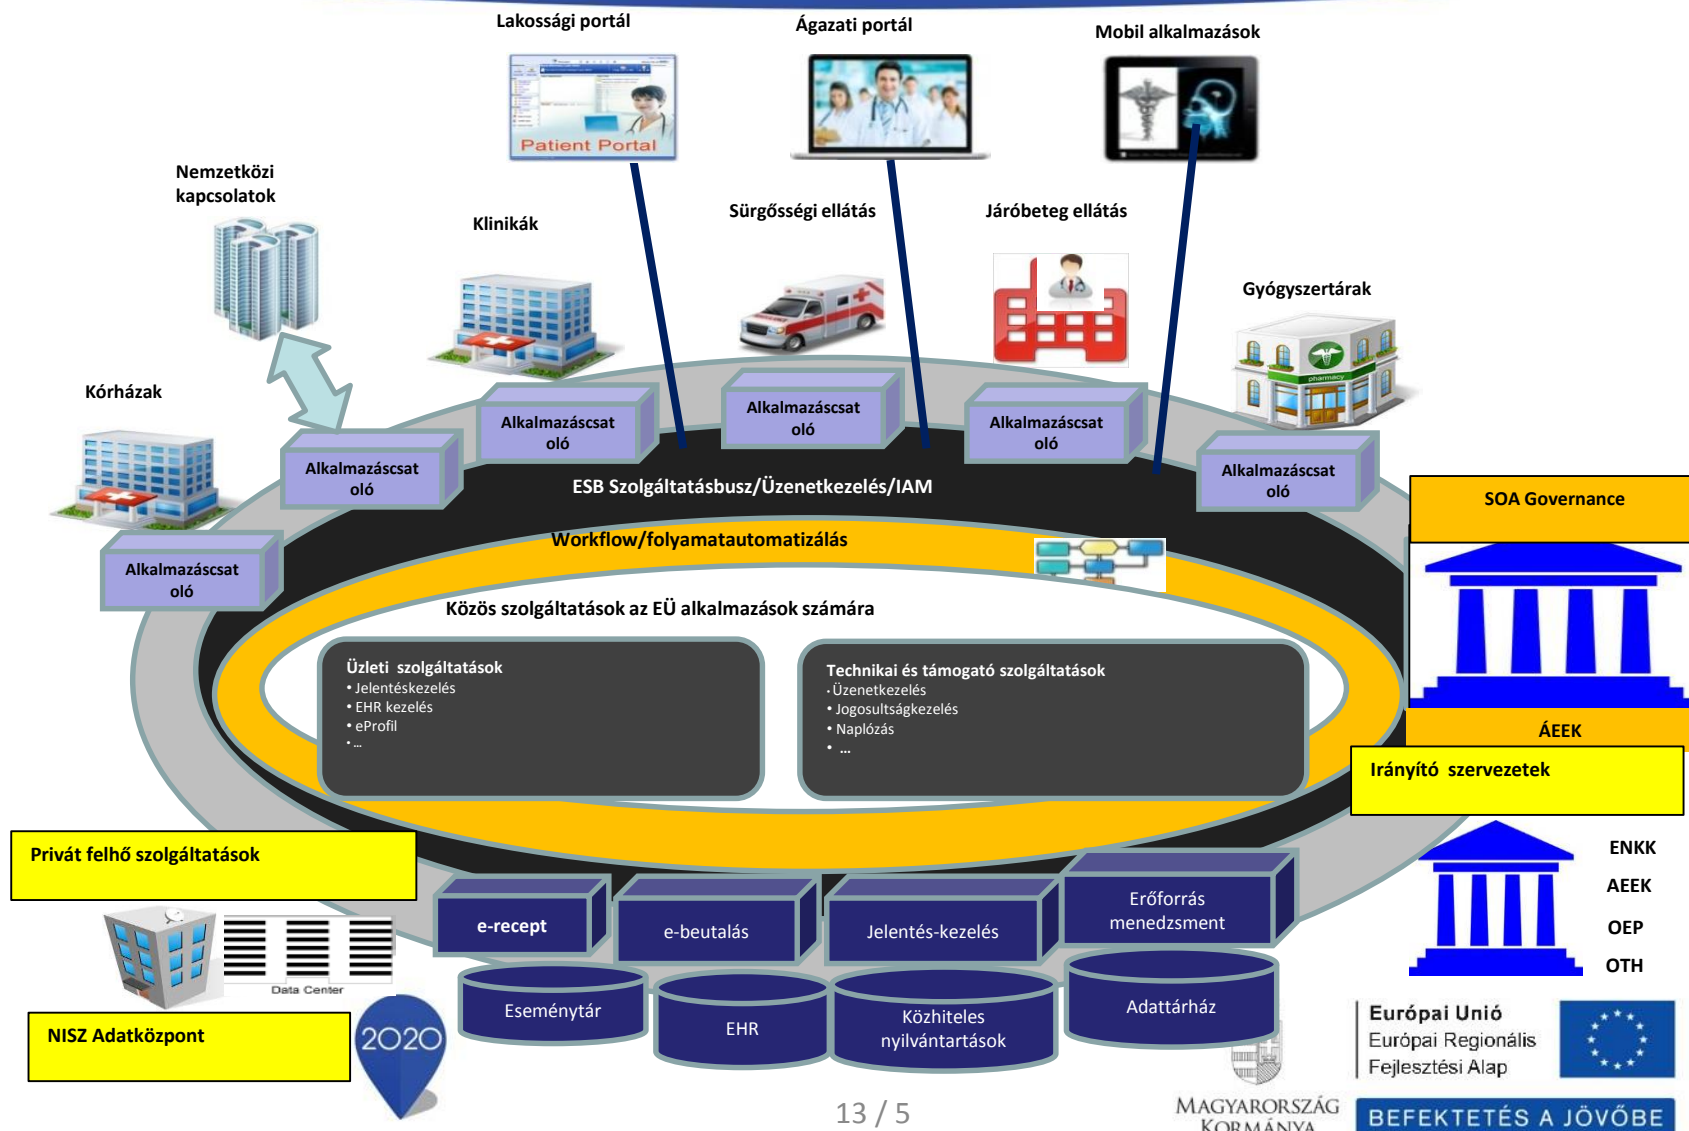 Lakossági portál
Ágazati portál
Mobil alkalmazások
Patient Portal
Nemzetközi
kapcsolatok
Klinikák
Sürgősségi ellátás
Járóbeteg ellátás
Gyógyszertárak
pharmacy
Kórházak
Alkalmazáscsat
oló
Alkalmazáscsat
oló
Alkalmazáscsat
oló
Alkalmazáscsat
oló
Alkalmazáscsat
oló
Alkalmazáscsat
oló
ESB Szolgáltatásbusz/Üzenetkezelés/IAM
SOA Governance
Workflow/folyamatautomatizálás
Közös szolgáltatások az EÜ alkalmazások számára
Üzleti szolgáltatások
• Jelentéskezelés
• EHR kezelés
• eProfil
• ...
Technikai és támogató szolgáltatások
• Üzenetkezelés
• Jogosultságkezelés
• Naplózás
• ...
ÁEEK
Irányító szervezetek
Privát felhő szolgáltatások
ENKK
AEEK
OEP
OTH
e-recept
e-beutalás
Jelentés-kezelés
Erőforrás
menedzsment
Data Center
Eseménytár
EHR
Közhiteles
nyilvántartások
Adattárház
NISZ Adatközpont
2020
Európai Unió
Európai Regionális
Fejlesztési Alap
13 / 5
MAGYARORSZÁG
KORMÁNYA
BEFEKTETÉS A JÖVŐBE